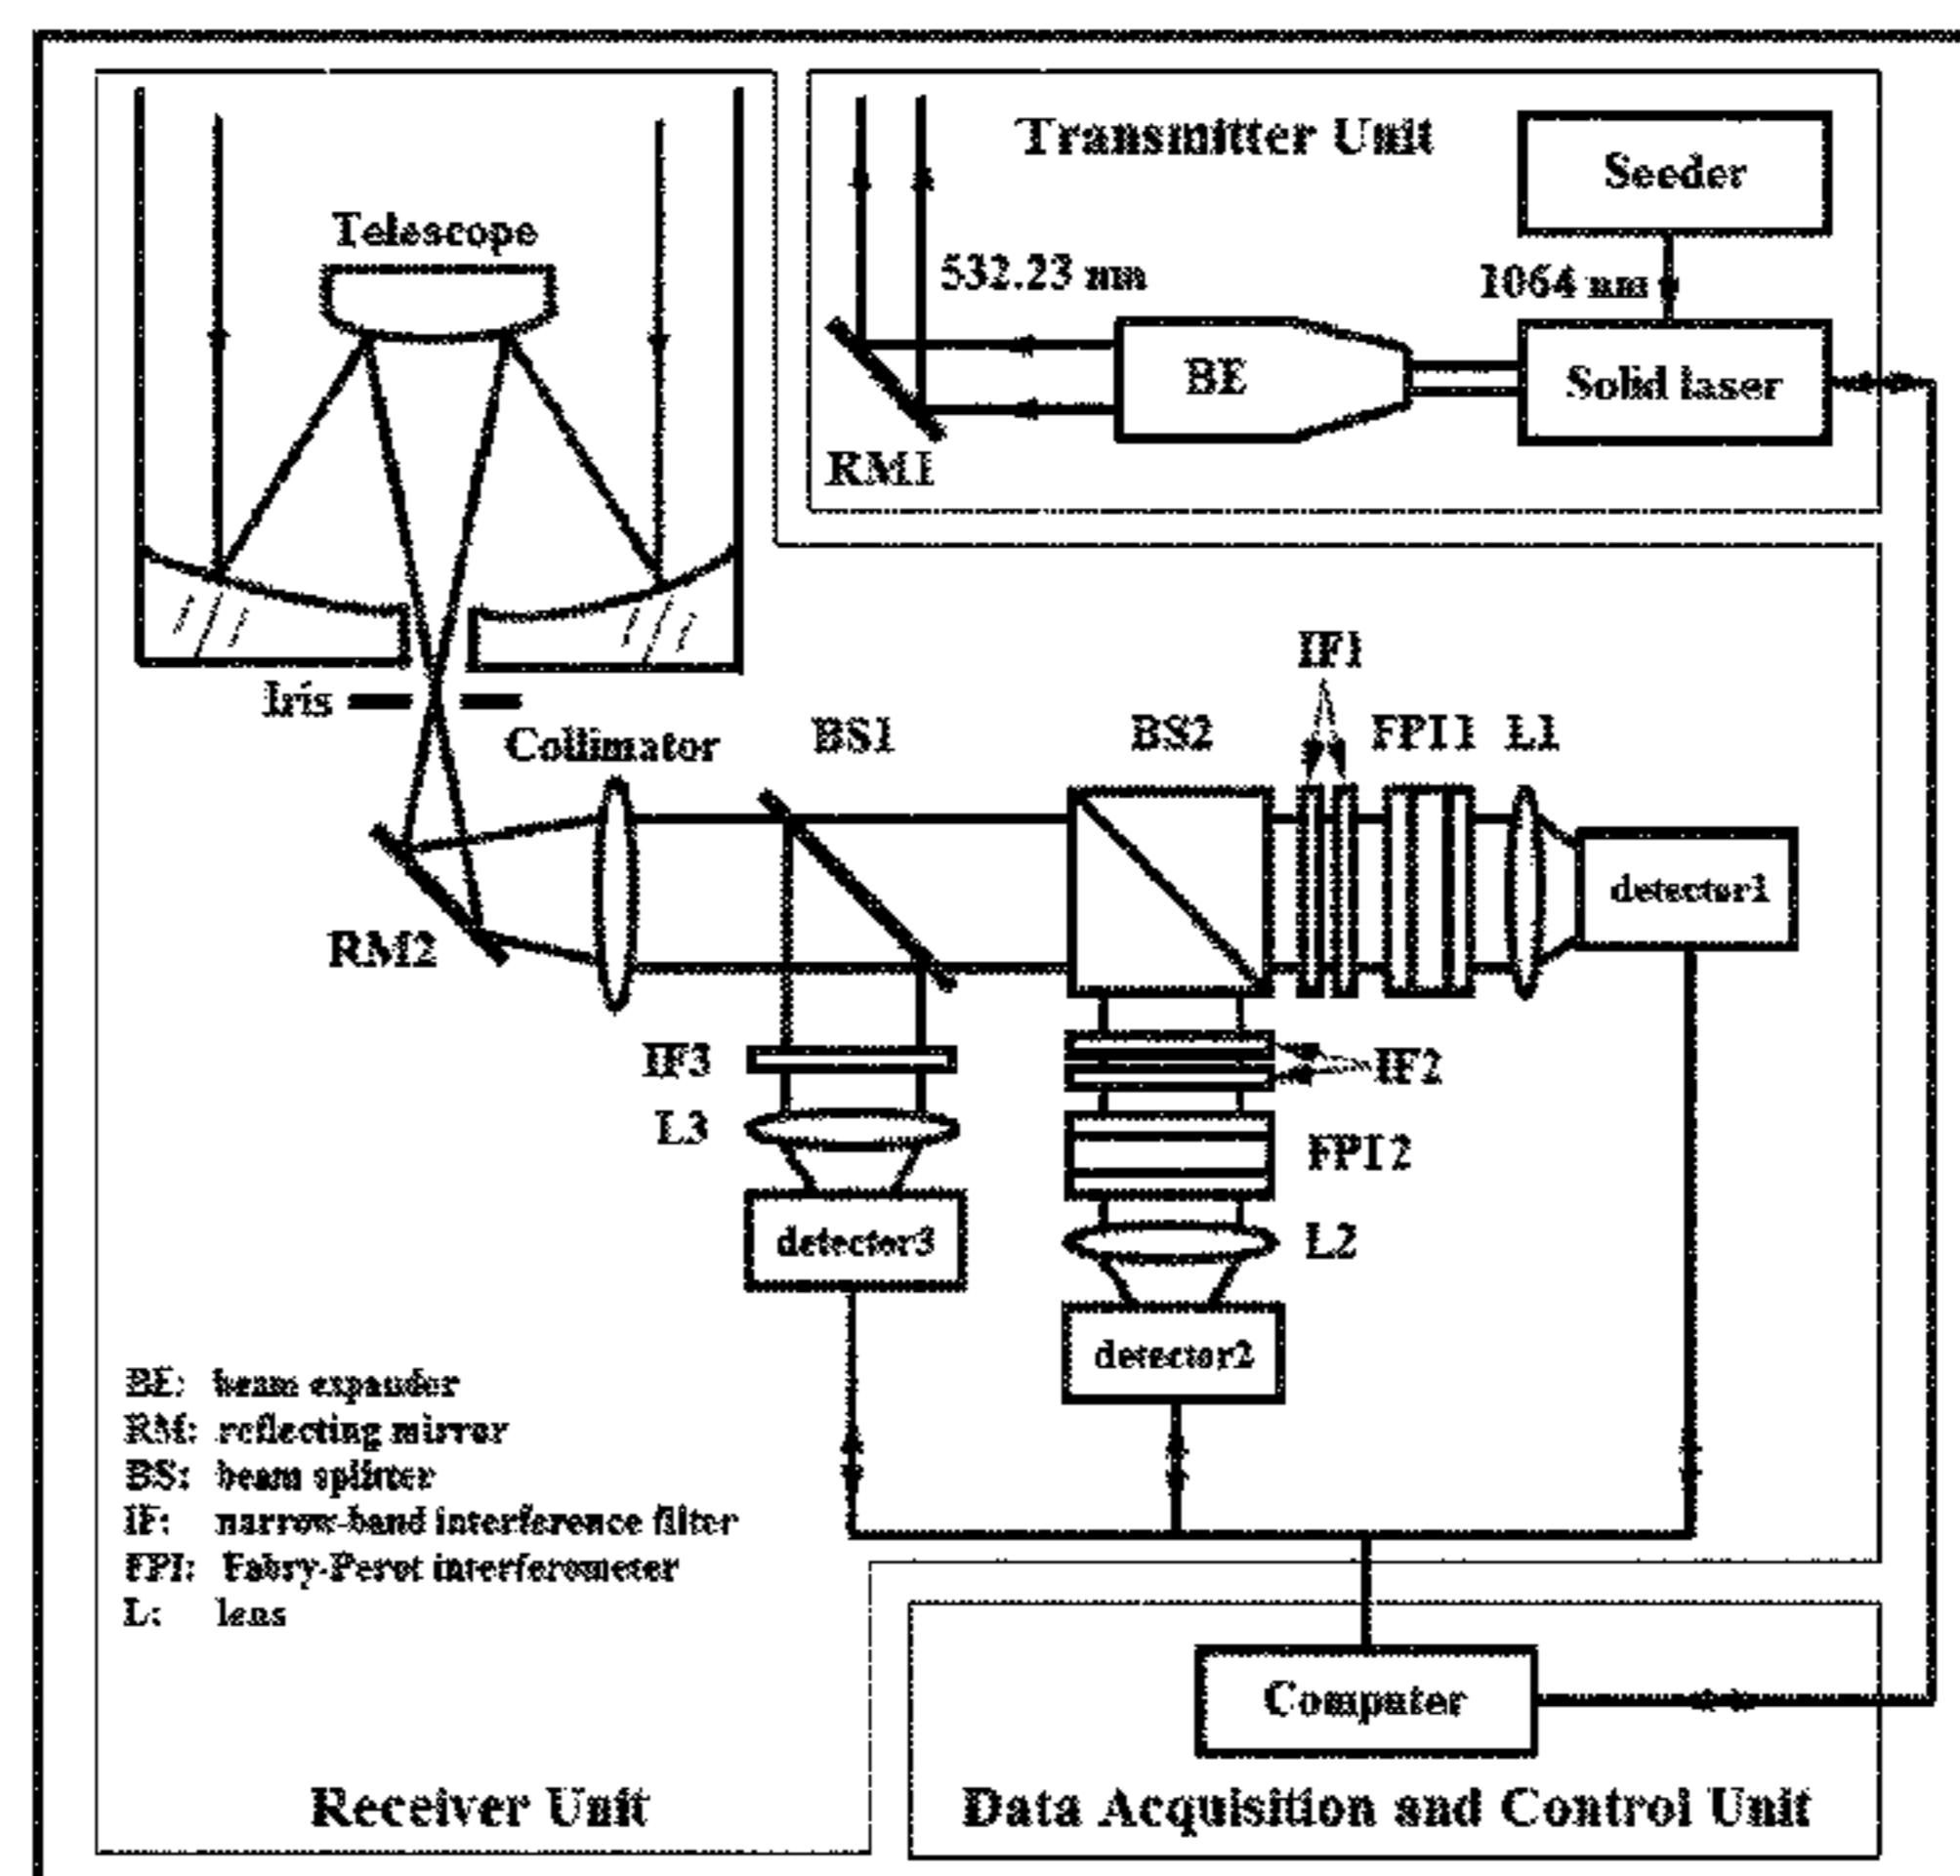 Transmitter Unit
Seeder
Telescope
532.23 nm
1064 nm
BE
Solid laser
RM1
IF1
Iris
Collimator
BS1
BS2
FPI1
L1
detector1
RM2
IF3
IF2
L3
FPI2
detector3
L2
detector2
BE: beam expander
RM: reflecting mirror
BS: beam splitter
IF: narrow-band interference filter
FPI: Fabry-Perot interferometer
L: lens
Computer
Receiver Unit
Data Acquisition and Control Unit